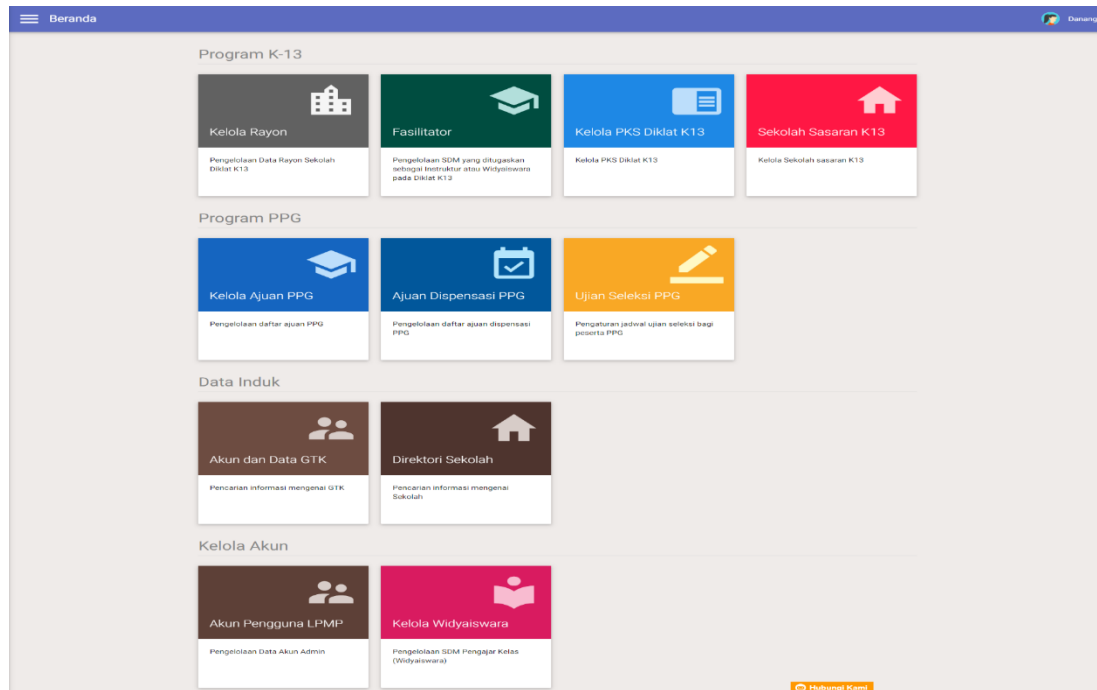 Beranda
Danang
Program K-13
Kelola Rayon
Pengelolaan Data Rayon Sekolah
Diklat K13
Fasilitator
Pengelolaan SDM yang ditugaskan
sebagai Instruktur atau Widyaiswara
pada Diklat K13
Kelola PKS Diklat K13
Kelola PKS Diklat K13
Sekolah Sasaran K13
Kelola Sekolah sasaran K13
Program PPG
Kelola Ajuan PPG
Pengelolaan daftar ajuan PPG
Ajuan Dispensasi PPG
Pengelolaan daftar ajuan dispensasi
PPG
Ujian Seleksi PPG
Pengaturan jadwal ujian seleksi bagi
peserta PPG
Data Induk
Akun dan Data GTK
Pencarian informasi mengenai GTK
Direktori Sekolah
Pencarian informasi mengenai
Sekolah
Kelola Akun
Akun Pengguna LPMP
Pengelolaan Data Akun Admin
Kelola Widyaiswara
Pengelolaan SDM Pengajar Kelas
(Widyaiswara)
Hubungi Kami